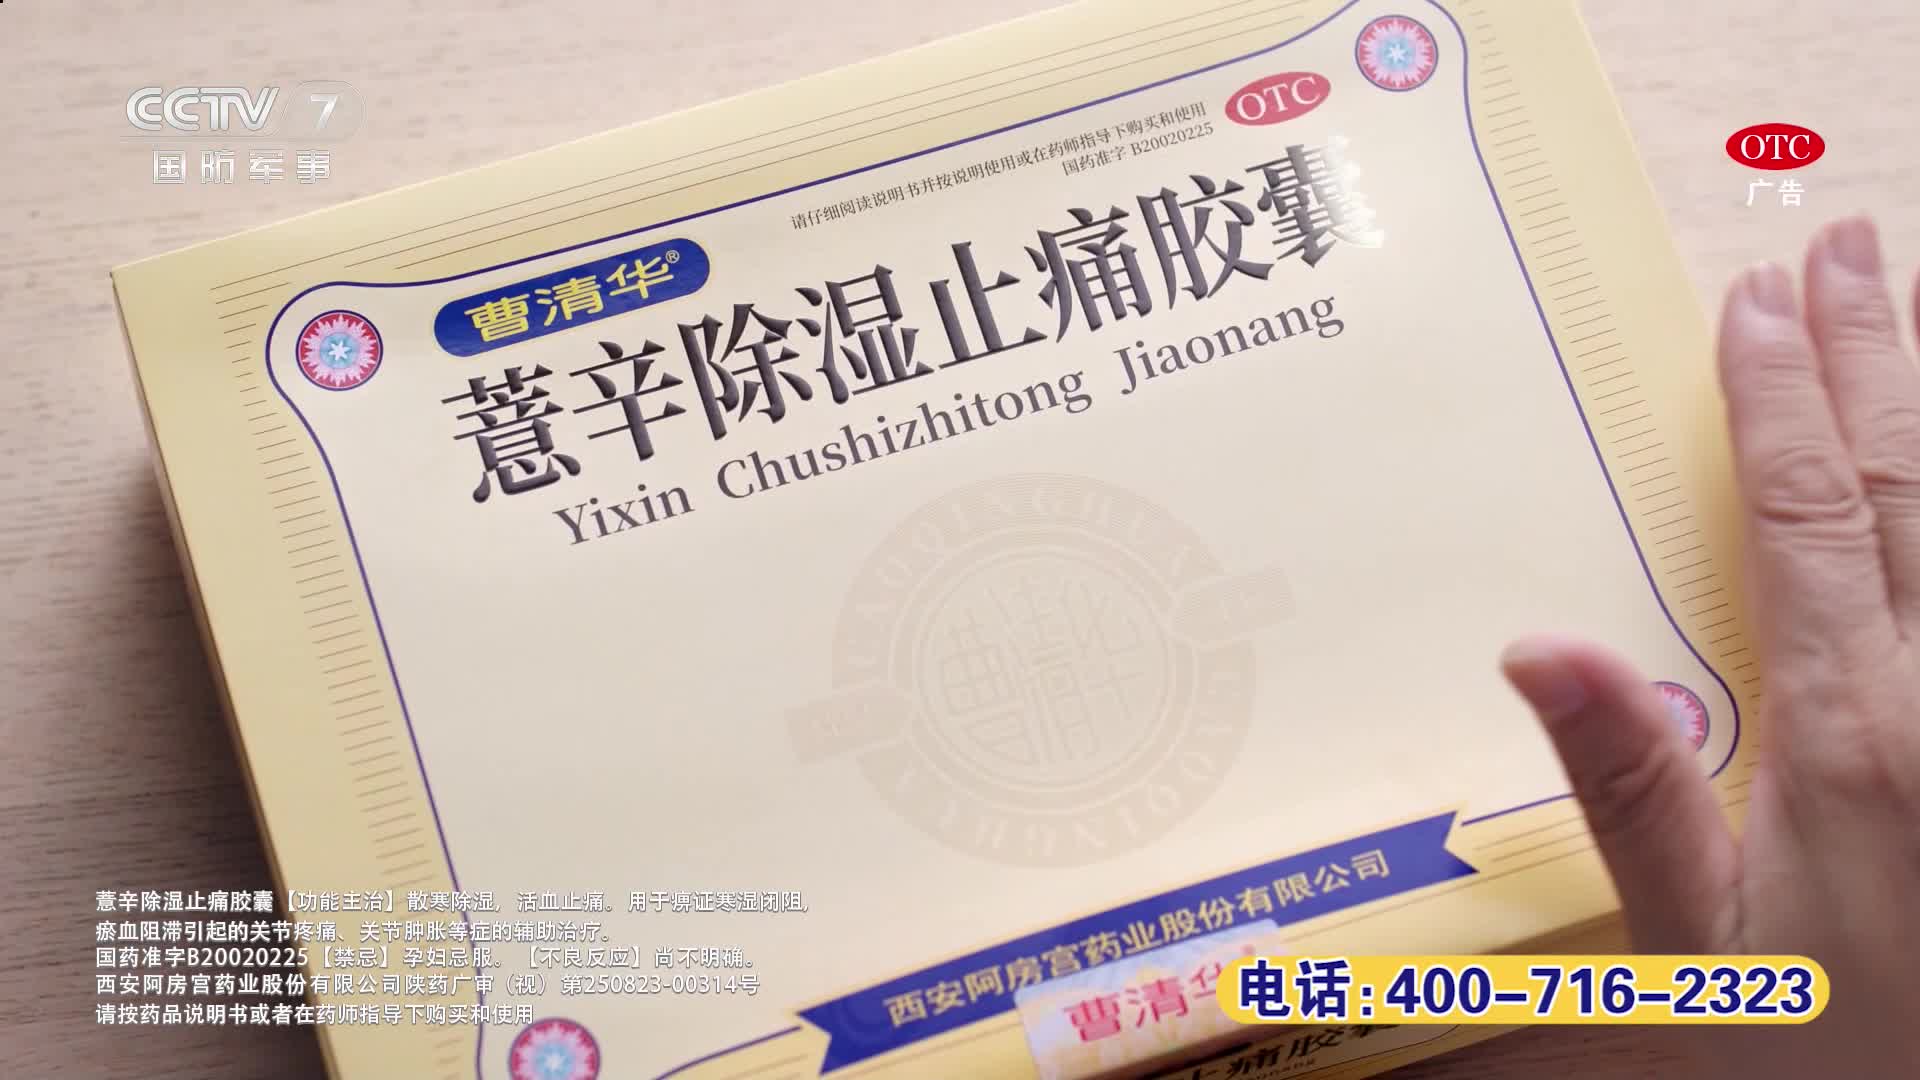 CCTV 7
国防军事
OTC
广告
OTC
请仔细阅读说明书并按说明使用或在药师指导下购买和使用
国药准字 B20020225
曹清华®
薏辛除湿止痛胶囊
Yixin Chushizhitong Jiaonang
CAOQINGHUA
CAOQINGHUA
西安阿房宫药业股份有限公司
曹清华
薏辛除湿止痛胶囊【功能主治】散寒除湿，活血止痛。用于痹证寒湿闭阻，
瘀血阻滞引起的关节疼痛、关节肿胀等症的辅助治疗。
国药准字B20020225【禁忌】孕妇忌服。【不良反应】尚不明确。
西安阿房宫药业股份有限公司陕药广审（视）第250823-00314号
请按药品说明书或者在药师指导下购买和使用
电话:400-716-2323